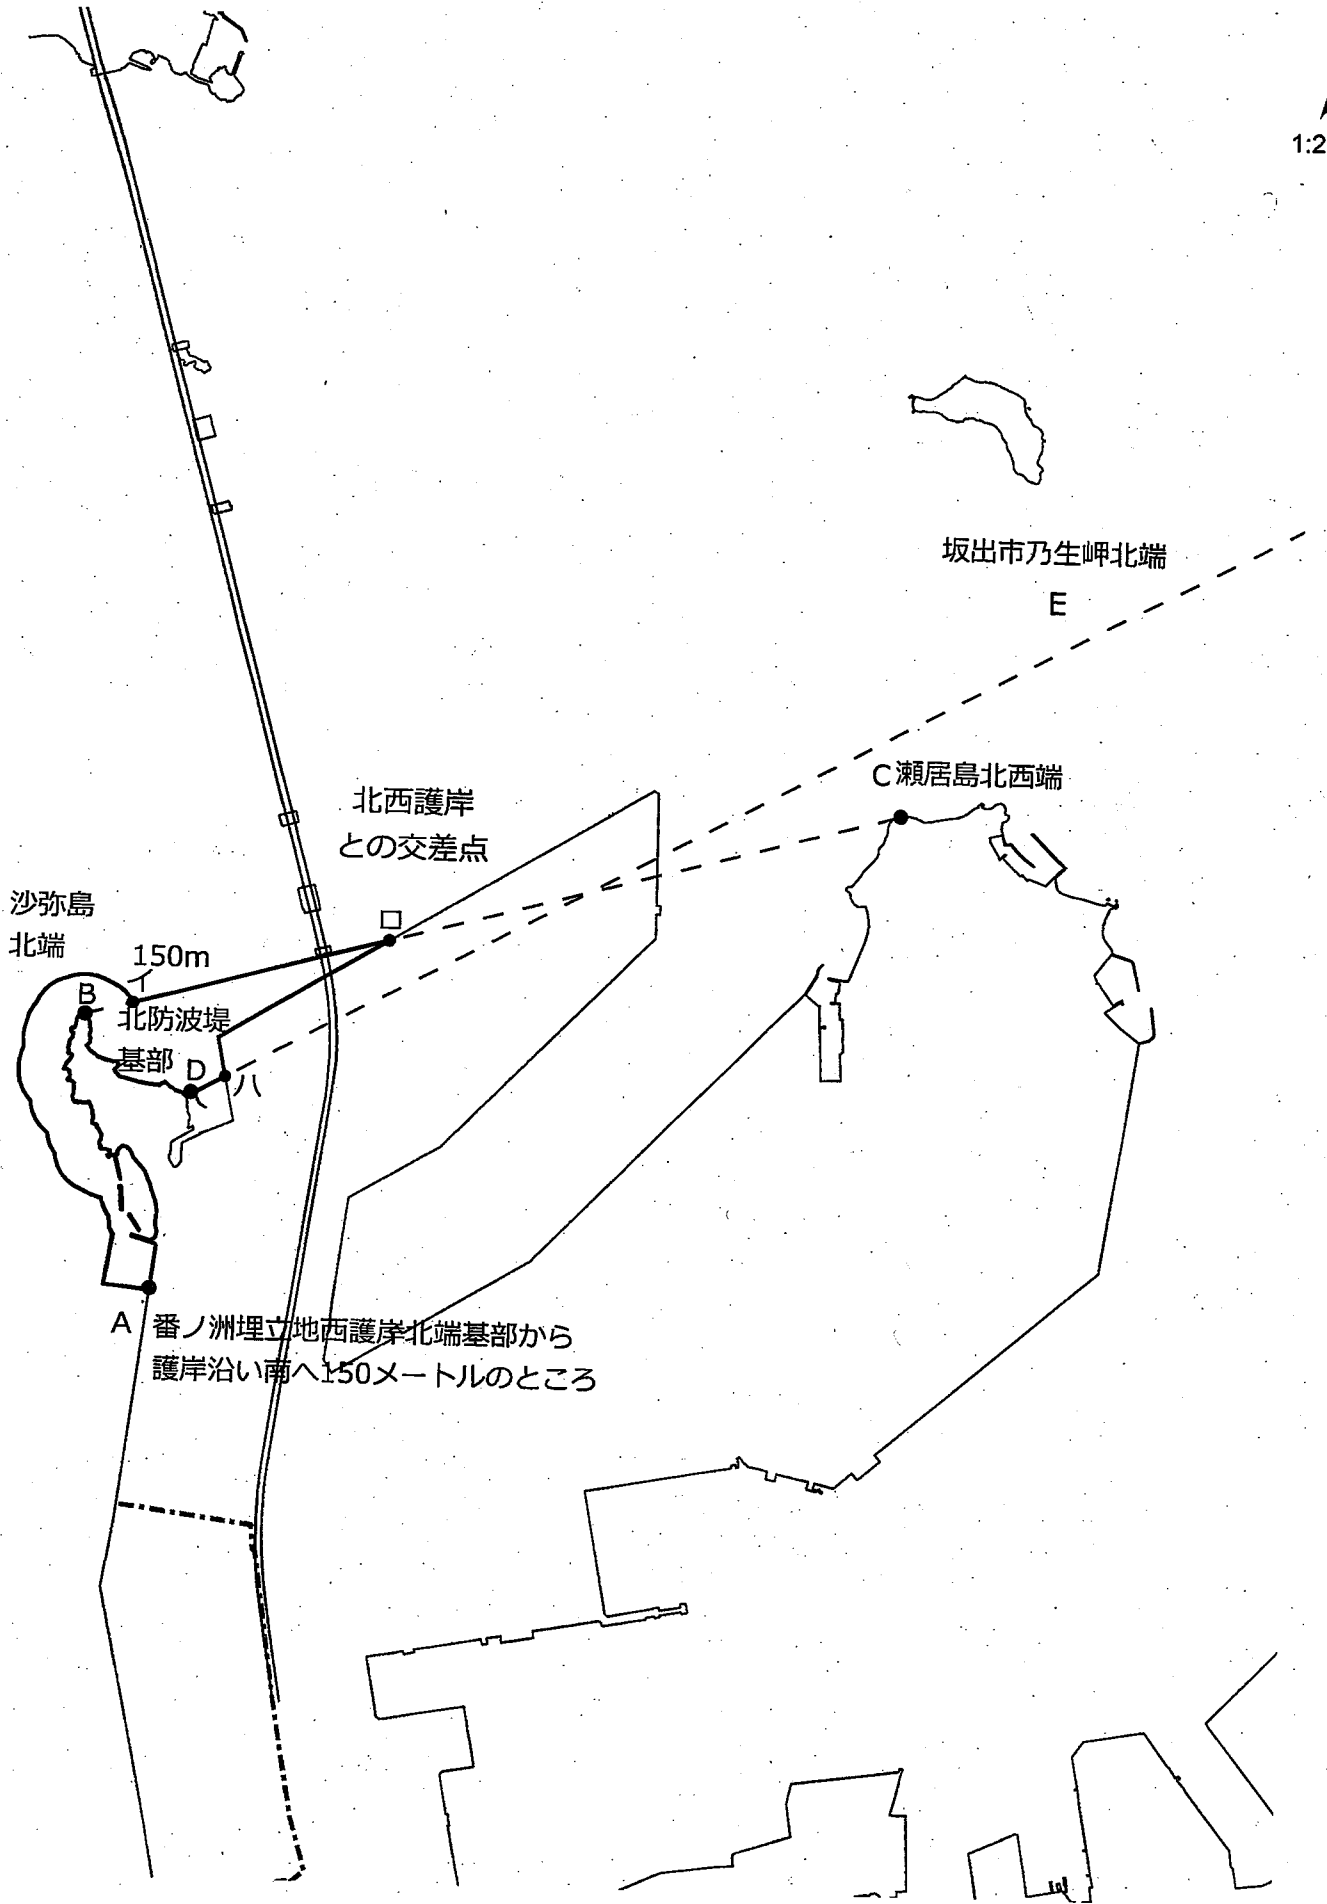 1:2
坂出市乃生岬北端
E
C瀬居島北西端
北西護岸
との交差点
ロ
沙弥島
北端
150m
イ
B
北防波堤
基部
D
ハ
A
番ノ洲埋立地西護岸北端基部から
護岸沿い南へ150メートルのところ